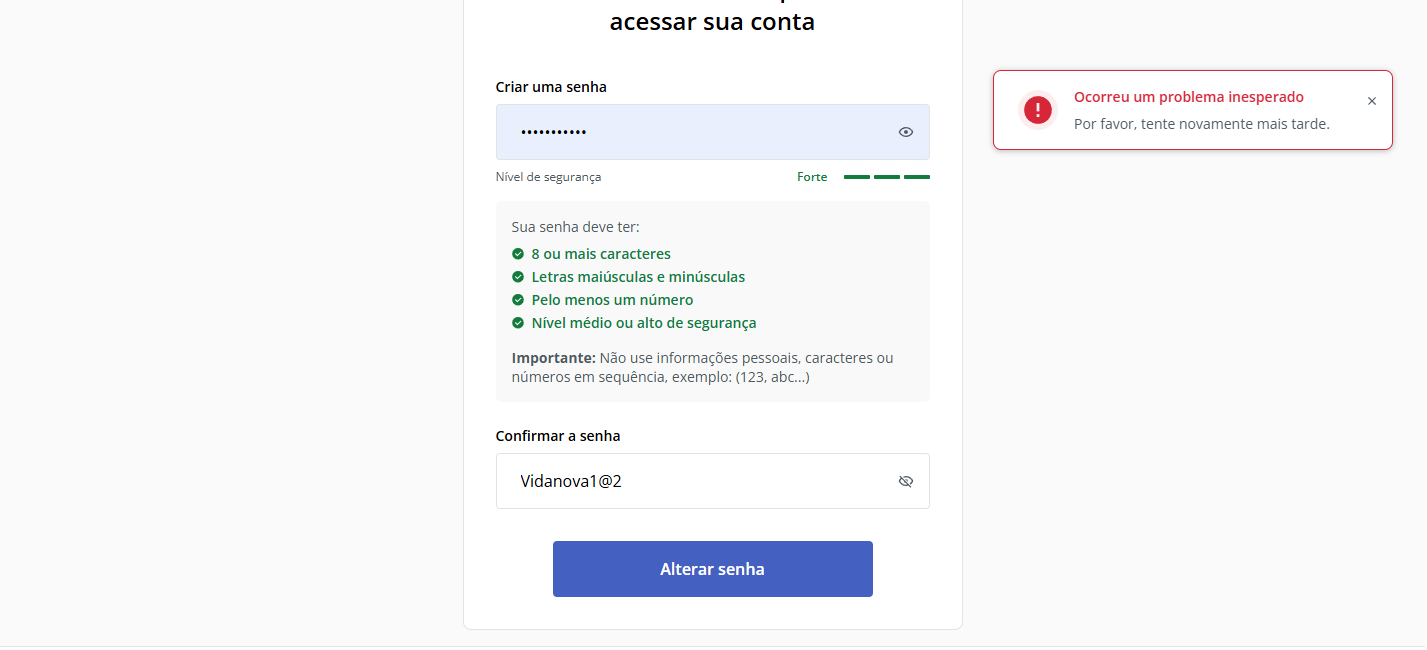 acessar sua conta
Criar uma senha
•••••••••••
Nível de segurança
Forte
Sua senha deve ter:
8 ou mais caracteres
Letras maiúsculas e minúsculas
Pelo menos um número
Nível médio ou alto de segurança
Importante: Não use informações pessoais, caracteres ou
números em sequência, exemplo: (123, abc...)
Confirmar a senha
Vidanova1@2
Alterar senha
Ocorreu um problema inesperado
Por favor, tente novamente mais tarde.